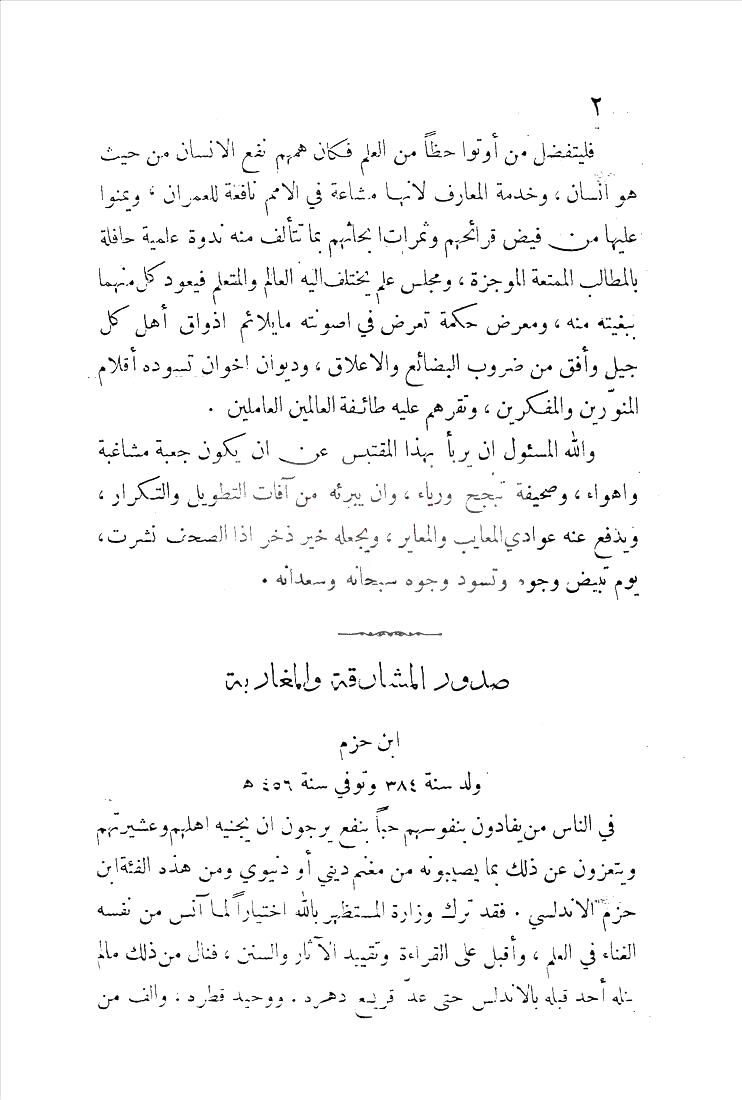 ٢
فليتفضل من أوتوا حظاً من العلم فكان همهم نفع الانسان من حيث
هو انسان ، وخدمة المعارف لانها مشاعة في الامم نافعة للعمران ، ويمنوا
عليها من فيض قرائحهم وثمرات ابحاثهم بما تتألف منه ندوة علمية حافلة
بالمطالب الممتعة الموجزة ، ومجلس علم يختلف اليه العالم والمتعلم فيعود كل منهما
ببغيته منه ، ومعرض حكمة تعرض في اصونته مايلائم اذواق أهل كل
جيل وأفق من ضروب البضائع والاعلاق ، وديوان اخوان تسوده أقلام
المنوّرين والمفكرين ، وتقرهم عليه طائفة العالمين العاملين .
والله المسئول ان يربأ بهذا المقتبس عن ان يكون جعبة مشاغبة
واهواء ، وصحيفة تبجح ورياء ، وان يبرئه من آفات التطويل والتكرار ،
ويدفع عنه عوادي المعايب والمعاير ، ويجعله خير ذخر اذا الصحف نشرت ،
يوم تبيض وجوه وتسود وجوه سبحانه وسعدانه .
صدور المشارقة والمغاربة
ابن حزم
ولد سنة ٣٨٤ وتوفي سنة ٤٥٦ ه
في الناس من يفادون بنفوسهم حباً بنفع يرجون ان يجنيه اهلهم وعشيرتهم
ويتعزون عن ذلك بما يصيبونه من مغنم ديني أو دنيوي ومن هذه الفئة ابن
حزم الاندلسي . فقد ترك وزارة المستظهر بالله اختياراً لما آنس من نفسه
الغناء في العلم ، وأقبل على القراءة وتقييد الآثار والسنن ، فنال من ذلك مالم
ينله أحد قبله بالاندلس حتى عدّ قريع دهره . ووحيد قطره ، والف من